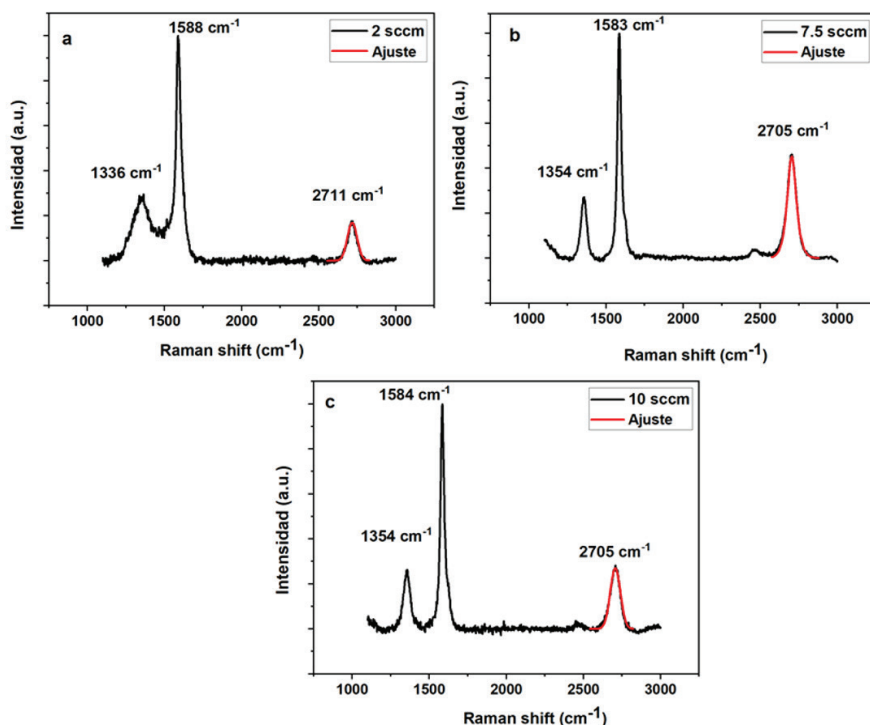 a
1588 cm-1
2 sccm
Ajuste
1336 cm-1
2711 cm-1
Intensidad (a.u.)
1000 1500 2000 2500 3000
Raman shift (cm-1)
b
1583 cm-1
7.5 sccm
Ajuste
2705 cm-1
1354 cm-1
Intensidad (a.u.)
1000 1500 2000 2500 3000
Raman shift (cm-1)
c
1584 cm-1
10 sccm
Ajuste
1354 cm-1
2705 cm-1
Intensidad (a.u.)
1000 1500 2000 2500 3000
Raman shift (cm-1)